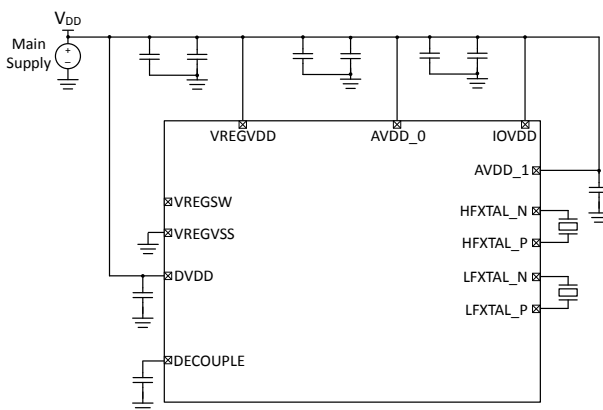 VDD
Main
Supply
+
–
VREGVDD
AVDD_0
IOVDD
AVDD_1
VREGSW
HFXTAL_N
VREGVSS
HFXTAL_P
DVDD
LFXTAL_N
LFXTAL_P
DECOUPLE